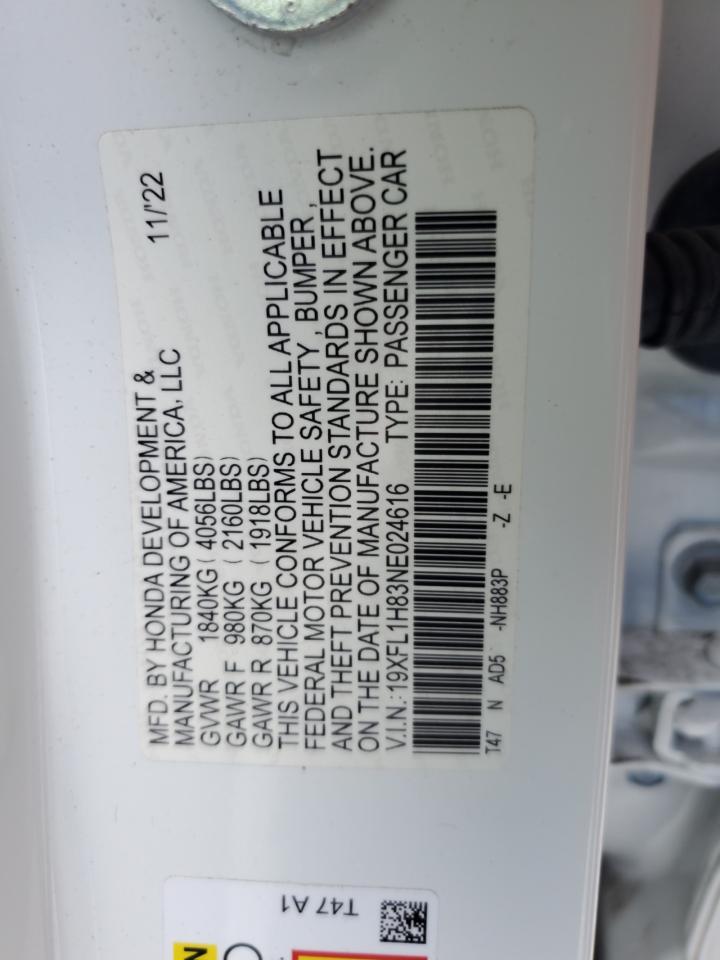 MFD. BY HONDA DEVELOPMENT & 11/'22
MANUFACTURING OF AMERICA, LLC
GVWR 1840KG ( 4056LBS)
GAWR F 980KG ( 2160LBS)
GAWR R 870KG ( 1918LBS)
THIS VEHICLE CONFORMS TO ALL APPLICABLE
FEDERAL MOTOR VEHICLE SAFETY , BUMPER ,
AND THEFT PREVENTION STANDARDS IN EFFECT
ON THE DATE OF MANUFACTURE SHOWN ABOVE.
V.I.N.: 19XFL1H83NE024616 TYPE: PASSENGER CAR
T47 N AD5 -NH883P -Z -E
T47 A1